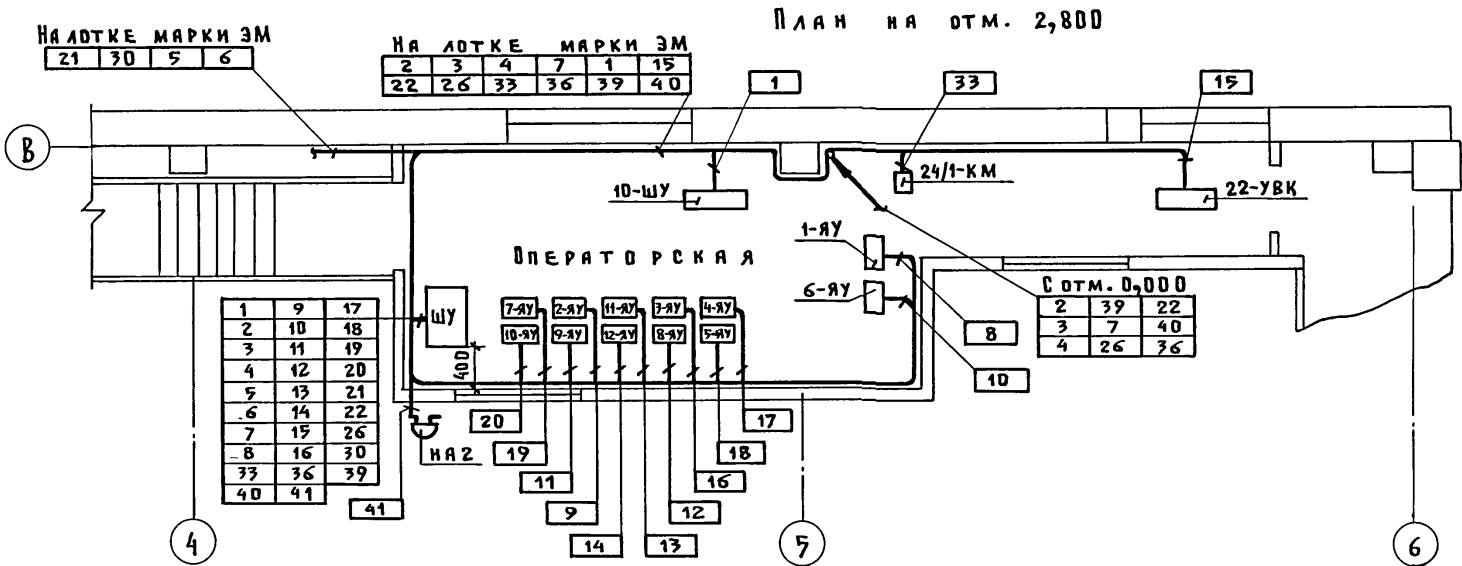 План на отм. 2,800
На лотке марки ЭМ
21 30 5 6
На лотке марки ЭМ
2 3 4 7 1 15
22 26 33 36 39 40
1
33
15
В
10-ШУ
24/1-КМ
22-УВК
1-ЯУ
Операторская
6-ЯУ
С отм. 0,000
2 39 22
3 7 40
4 26 36
8
10
1 9 17
2 10 18
3 11 19
4 12 20
5 13 21
6 14 22
7 15 26
8 16 30
33 36 39
40 41
ШУ
400
7-ЯУ 2-ЯУ 11-ЯУ 3-ЯУ 4-ЯУ
10-ЯУ 9-ЯУ 12-ЯУ 8-ЯУ 5-ЯУ
НА2
41
20
19
11
9
14
13
12
16
18
17
4
5
6